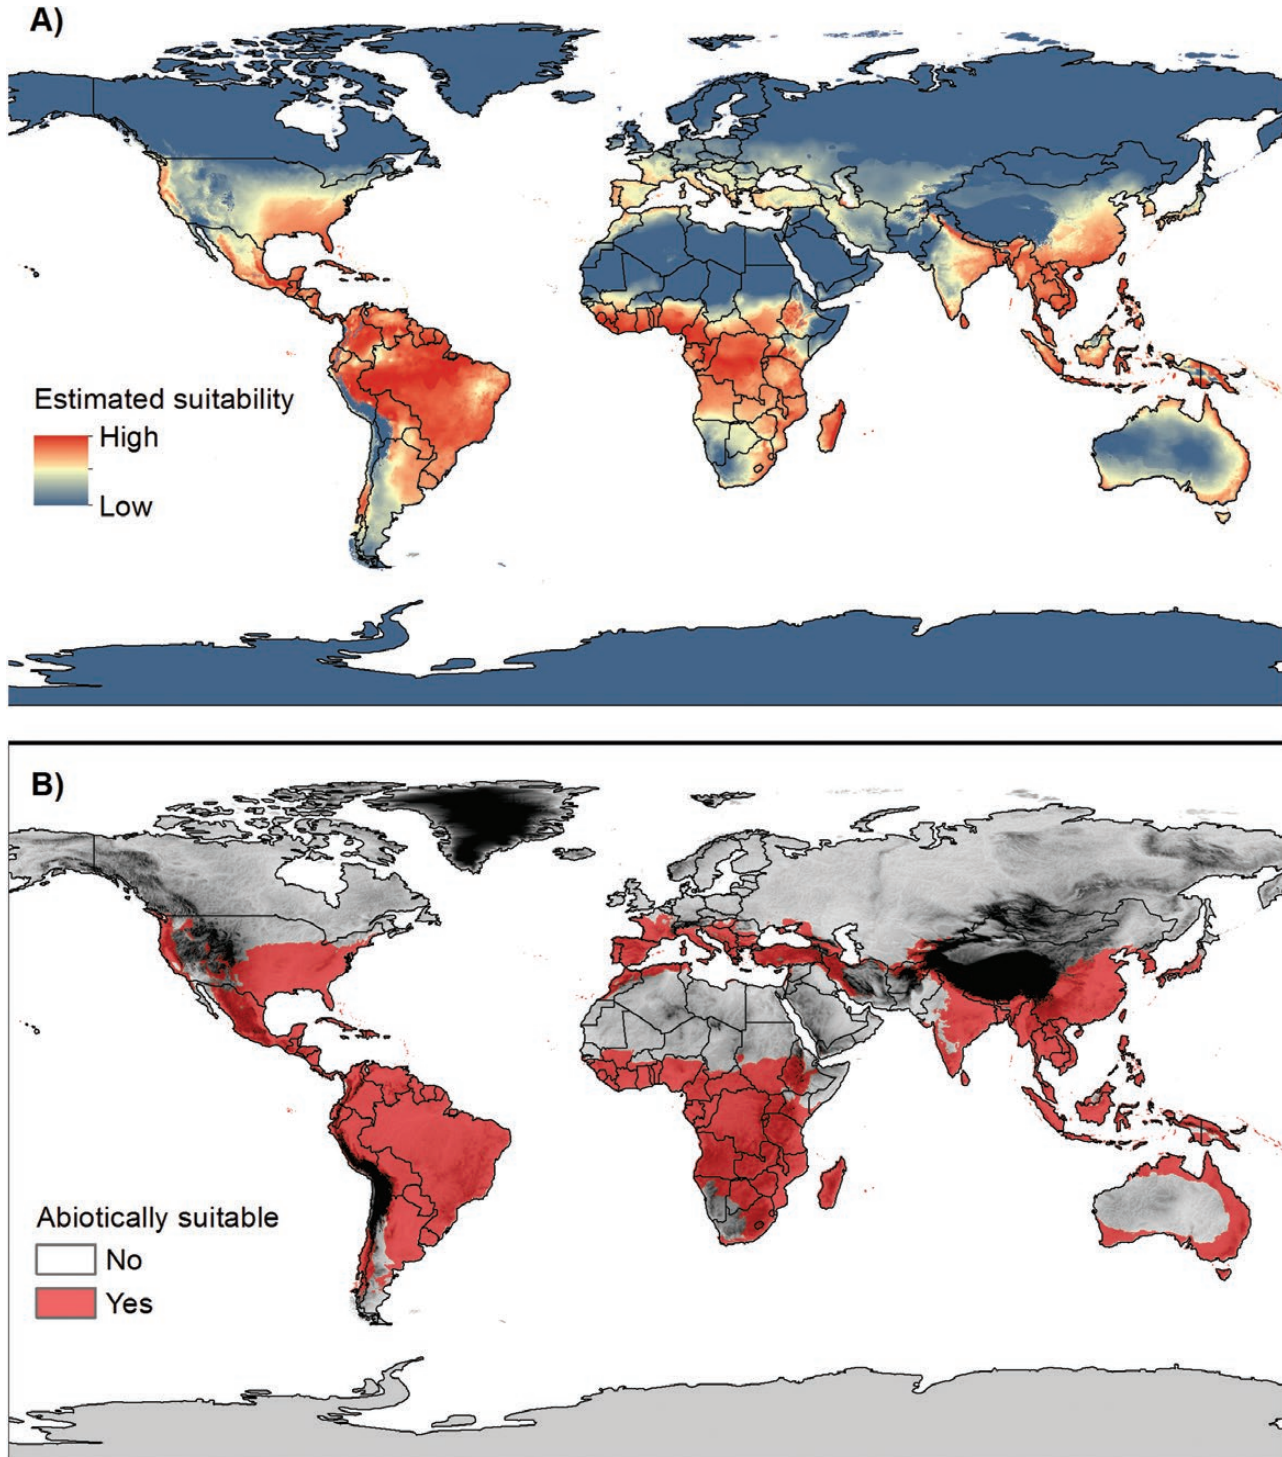 A)
Estimated suitability
High
Low
B)
Abiotically suitable
No
Yes